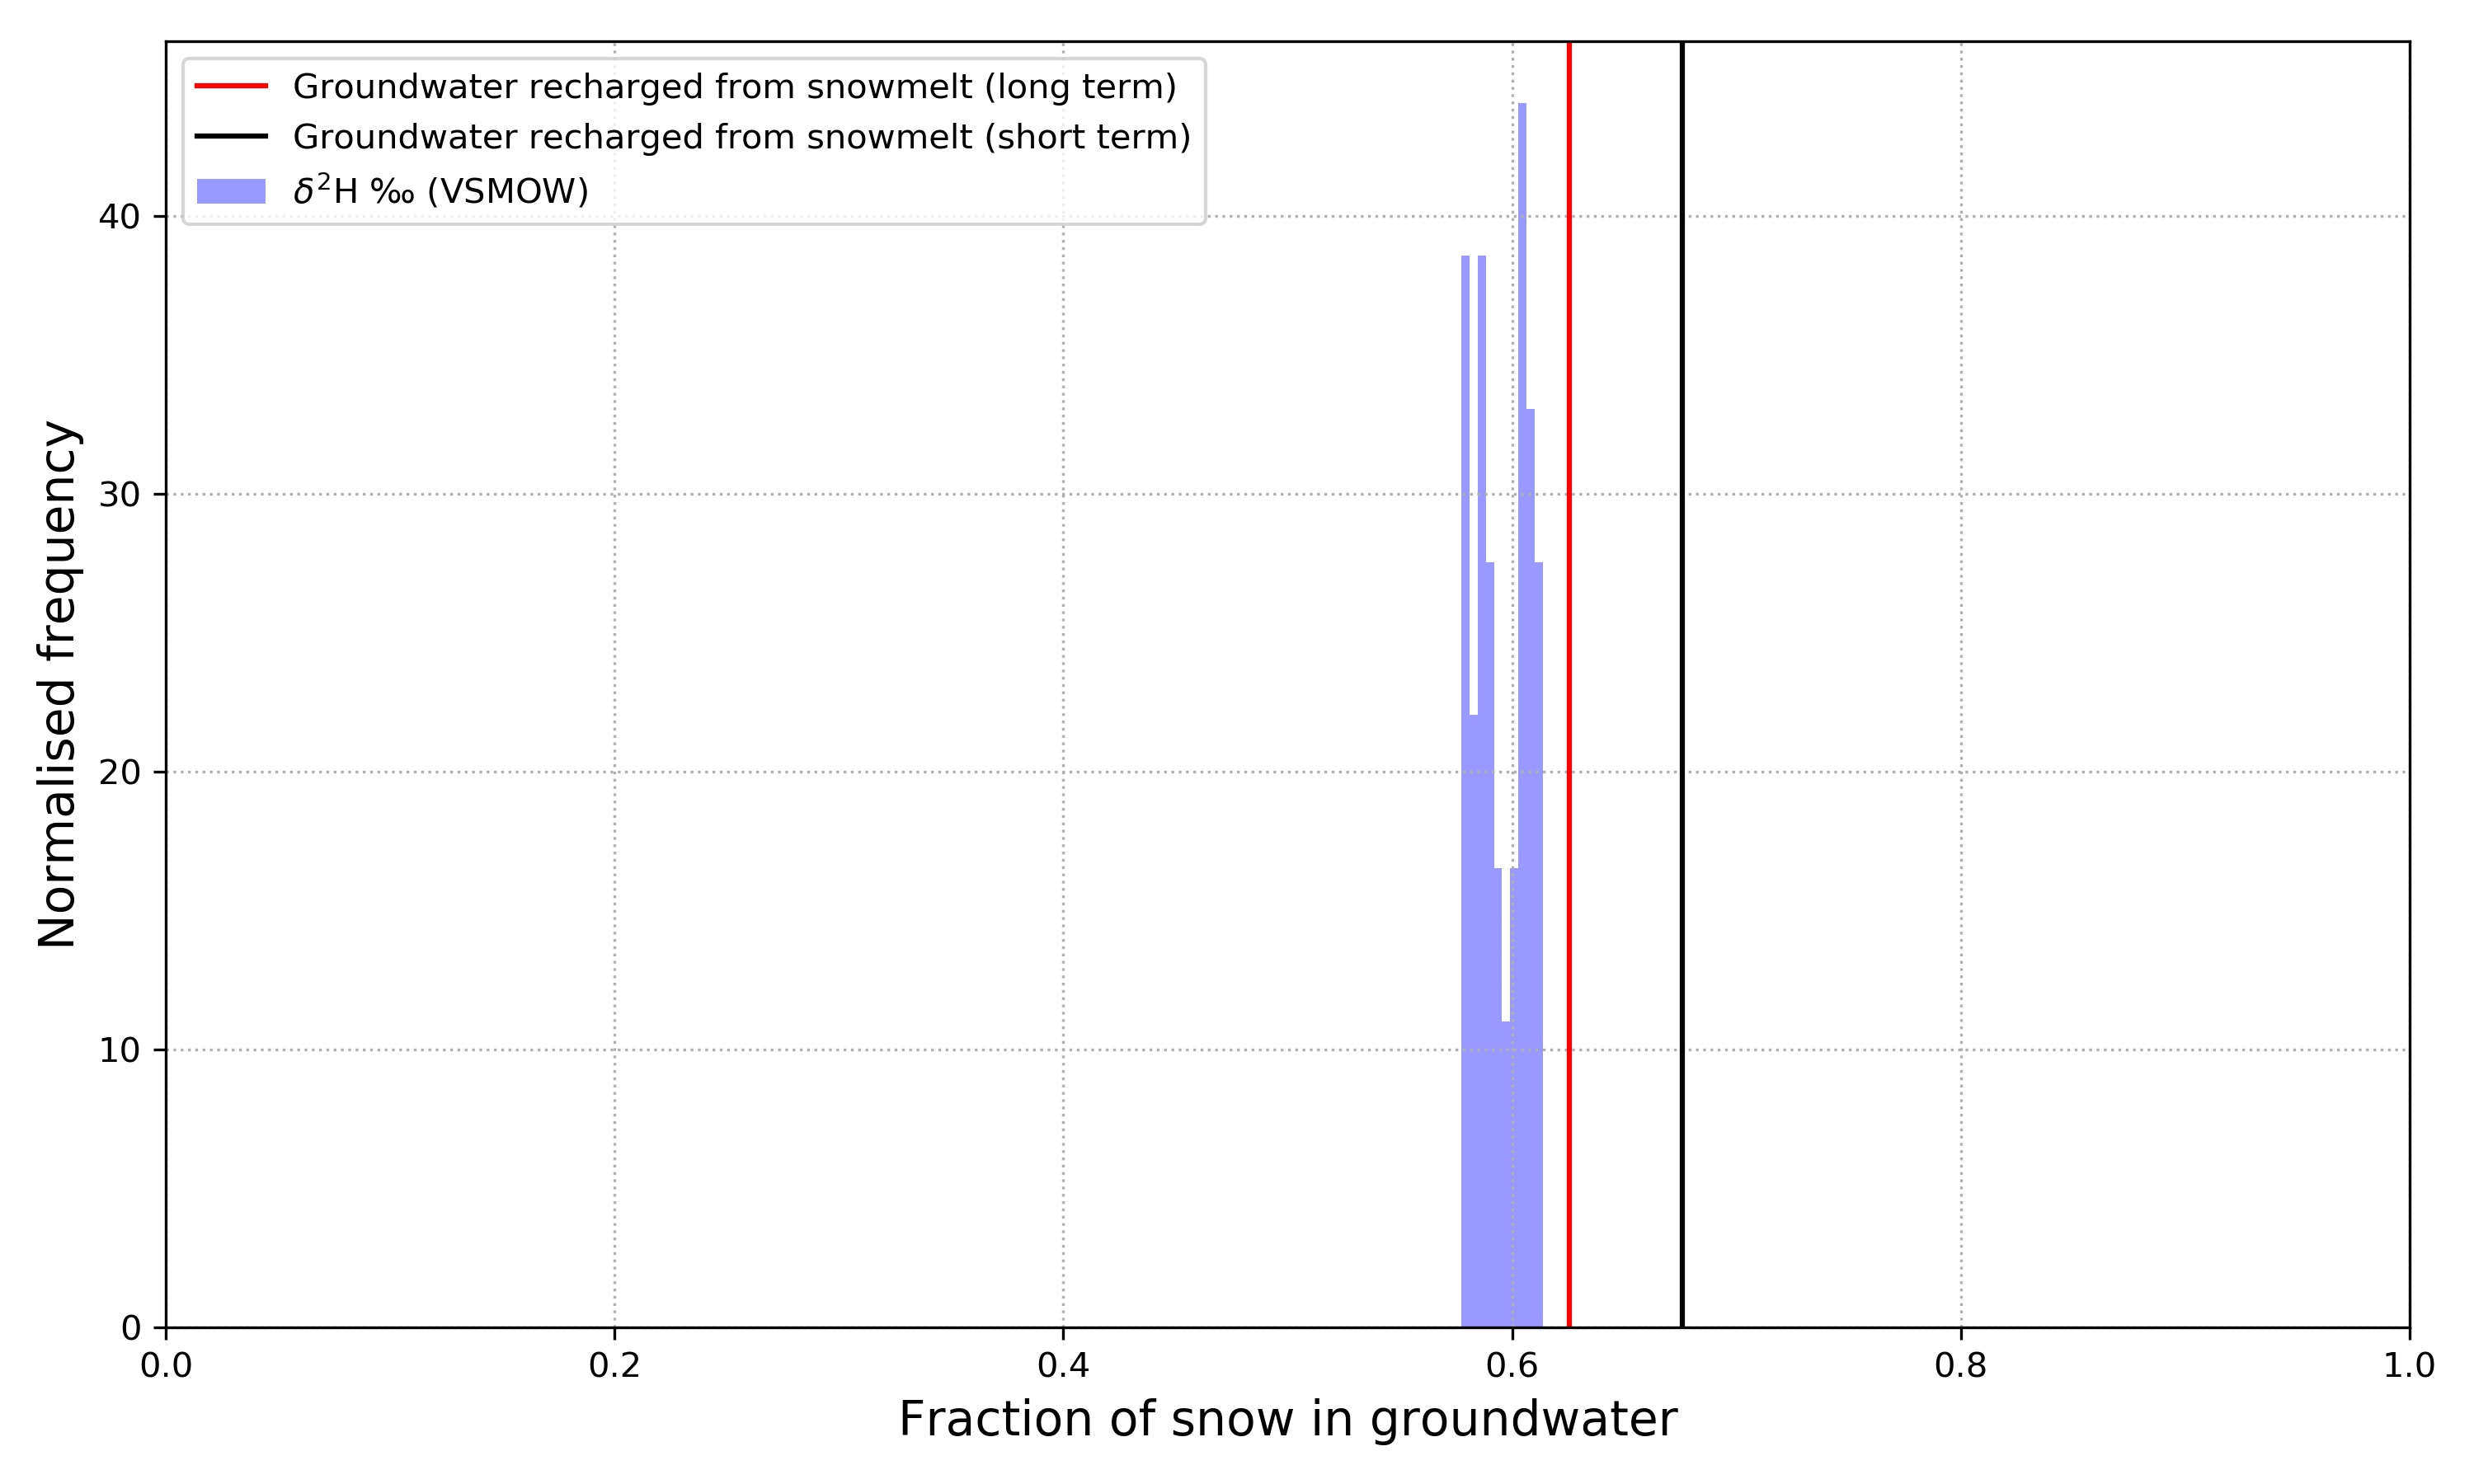 Groundwater recharged from snowmelt (long term)
Groundwater recharged from snowmelt (short term)
δ²H ‰ (VSMOW)
40
30
20
10
0
Normalised frequency
0.0 0.2 0.4 0.6 0.8 1.0
Fraction of snow in groundwater